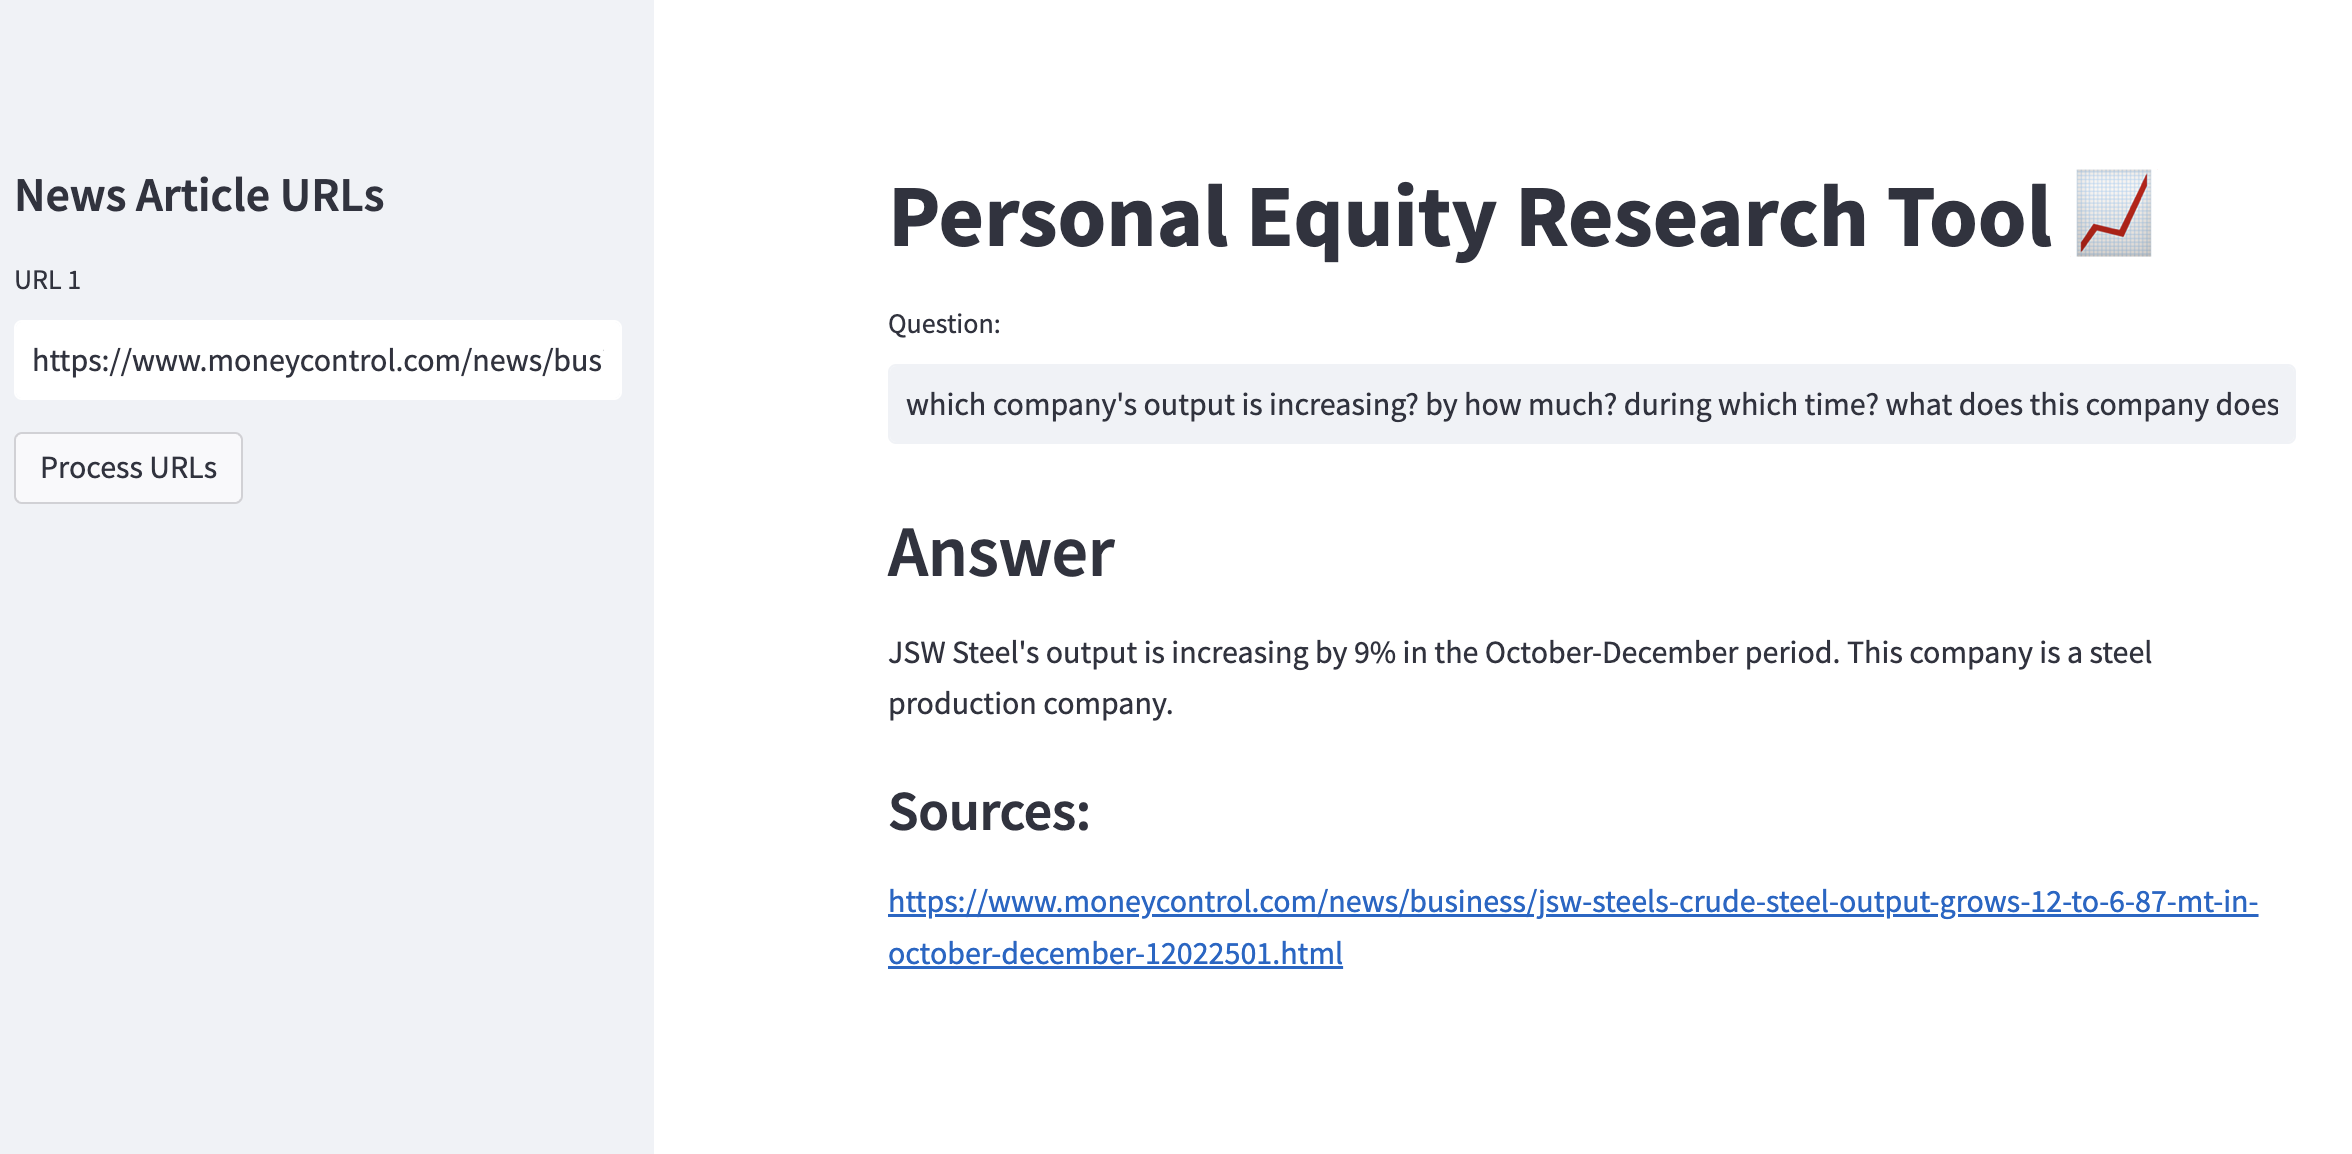 News Article URLs
URL 1
https://www.moneycontrol.com/news/bus
Process URLs
Personal Equity Research Tool 📈
Question:
which company's output is increasing? by how much? during which time? what does this company does
Answer
JSW Steel's output is increasing by 9% in the October-December period. This company is a steel
production company.
Sources:
https://www.moneycontrol.com/news/business/jsw-steels-crude-steel-output-grows-12-to-6-87-mt-in-
october-december-12022501.html